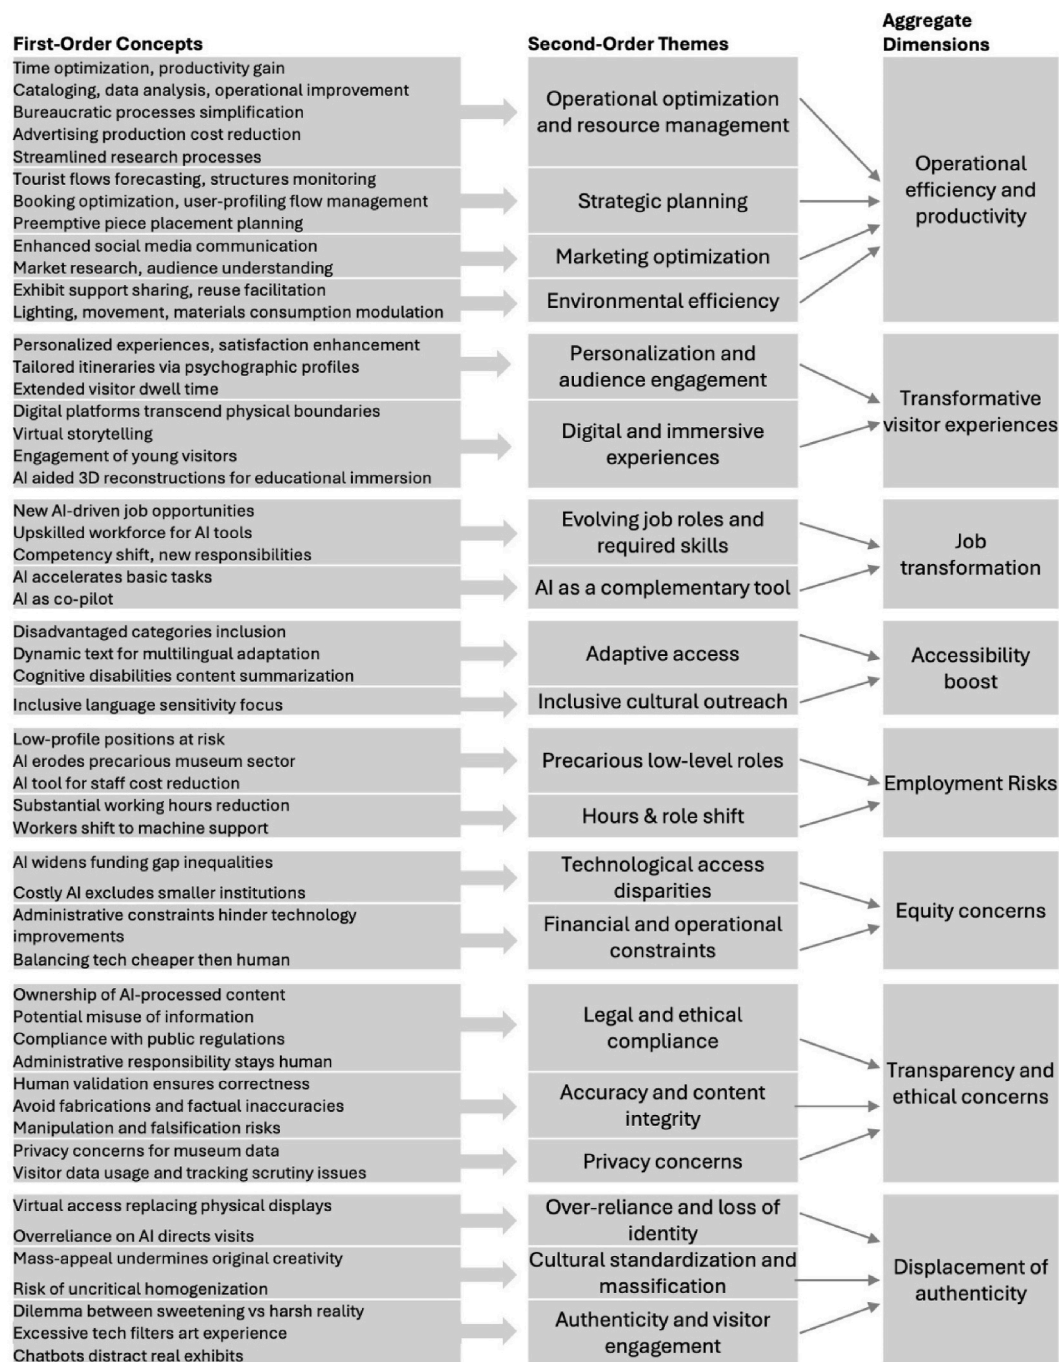 First-Order Concepts
Second-Order Themes
Aggregate
Dimensions
Time optimization, productivity gain
Cataloging, data analysis, operational improvement
Bureaucratic processes simplification
Advertising production cost reduction
Streamlined research processes
Operational optimization
and resource management
Tourist flows forecasting, structures monitoring
Booking optimization, user-profiling flow management
Preemptive piece placement planning
Strategic planning
Enhanced social media communication
Market research, audience understanding
Marketing optimization
Exhibit support sharing, reuse facilitation
Lighting, movement, materials consumption modulation
Environmental efficiency
Operational
efficiency and
productivity
Personalized experiences, satisfaction enhancement
Tailored itineraries via psychographic profiles
Extended visitor dwell time
Personalization and
audience engagement
Digital platforms transcend physical boundaries
Virtual storytelling
Engagement of young visitors
AI aided 3D reconstructions for educational immersion
Digital and immersive
experiences
Transformative
visitor experiences
New AI-driven job opportunities
Upskilled workforce for AI tools
Competency shift, new responsibilities
Evolving job roles and
required skills
AI accelerates basic tasks
AI as co-pilot
AI as a complementary tool
Job
transformation
Disadvantaged categories inclusion
Dynamic text for multilingual adaptation
Cognitive disabilities content summarization
Adaptive access
Inclusive language sensitivity focus
Inclusive cultural outreach
Accessibility
boost
Low-profile positions at risk
AI erodes precarious museum sector
AI tool for staff cost reduction
Precarious low-level roles
Substantial working hours reduction
Workers shift to machine support
Hours & role shift
Employment Risks
AI widens funding gap inequalities
Costly AI excludes smaller institutions
Technological access
disparities
Administrative constraints hinder technology
improvements
Balancing tech cheaper then human
Financial and operational
constraints
Equity concerns
Ownership of AI-processed content
Potential misuse of information
Compliance with public regulations
Administrative responsibility stays human
Legal and ethical
compliance
Human validation ensures correctness
Avoid fabrications and factual inaccuracies
Manipulation and falsification risks
Accuracy and content
integrity
Privacy concerns for museum data
Visitor data usage and tracking scrutiny issues
Privacy concerns
Transparency and
ethical concerns
Virtual access replacing physical displays
Overreliance on AI directs visits
Over-reliance and loss of
identity
Mass-appeal undermines original creativity
Risk of uncritical homogenization
Cultural standardization and
massification
Dilemma between sweetening vs harsh reality
Excessive tech filters art experience
Chatbots distract real exhibits
Authenticity and visitor
engagement
Displacement of
authenticity